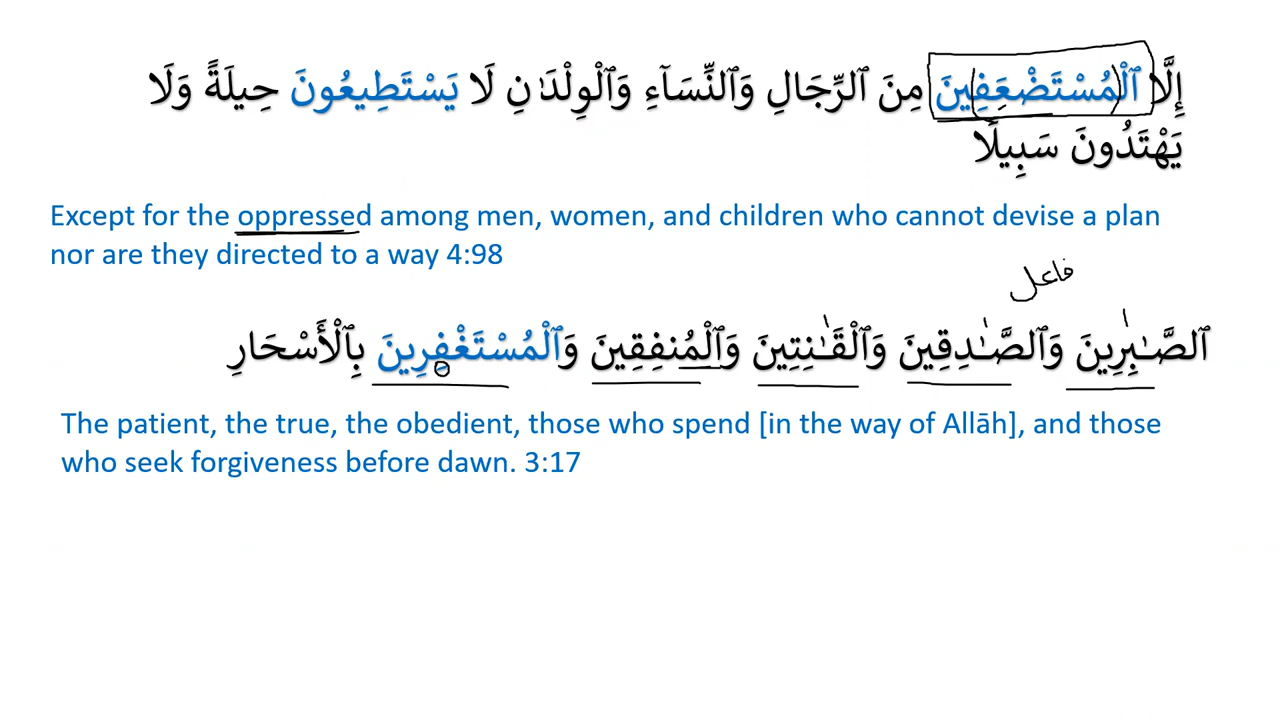 إِلَّا ٱلْمُسْتَضْعَفِينَ مِنَ ٱلرِّجَالِ وَٱلنِّسَآءِ وَٱلْوِلْدَٰنِ لَا يَسْتَطِيعُونَ حِيلَةً وَلَا
يَهْتَدُونَ سَبِيلًا
Except for the oppressed among men, women, and children who cannot devise a plan
nor are they directed to a way 4:98
فاعل
ٱلصَّـٰبِرِينَ وَٱلصَّـٰدِقِينَ وَٱلْقَـٰنِتِينَ وَٱلْمُنفِقِينَ وَٱلْمُسْتَغْفِرِينَ بِٱلْأَسْحَارِ
The patient, the true, the obedient, those who spend [in the way of Allāh], and those
who seek forgiveness before dawn. 3:17